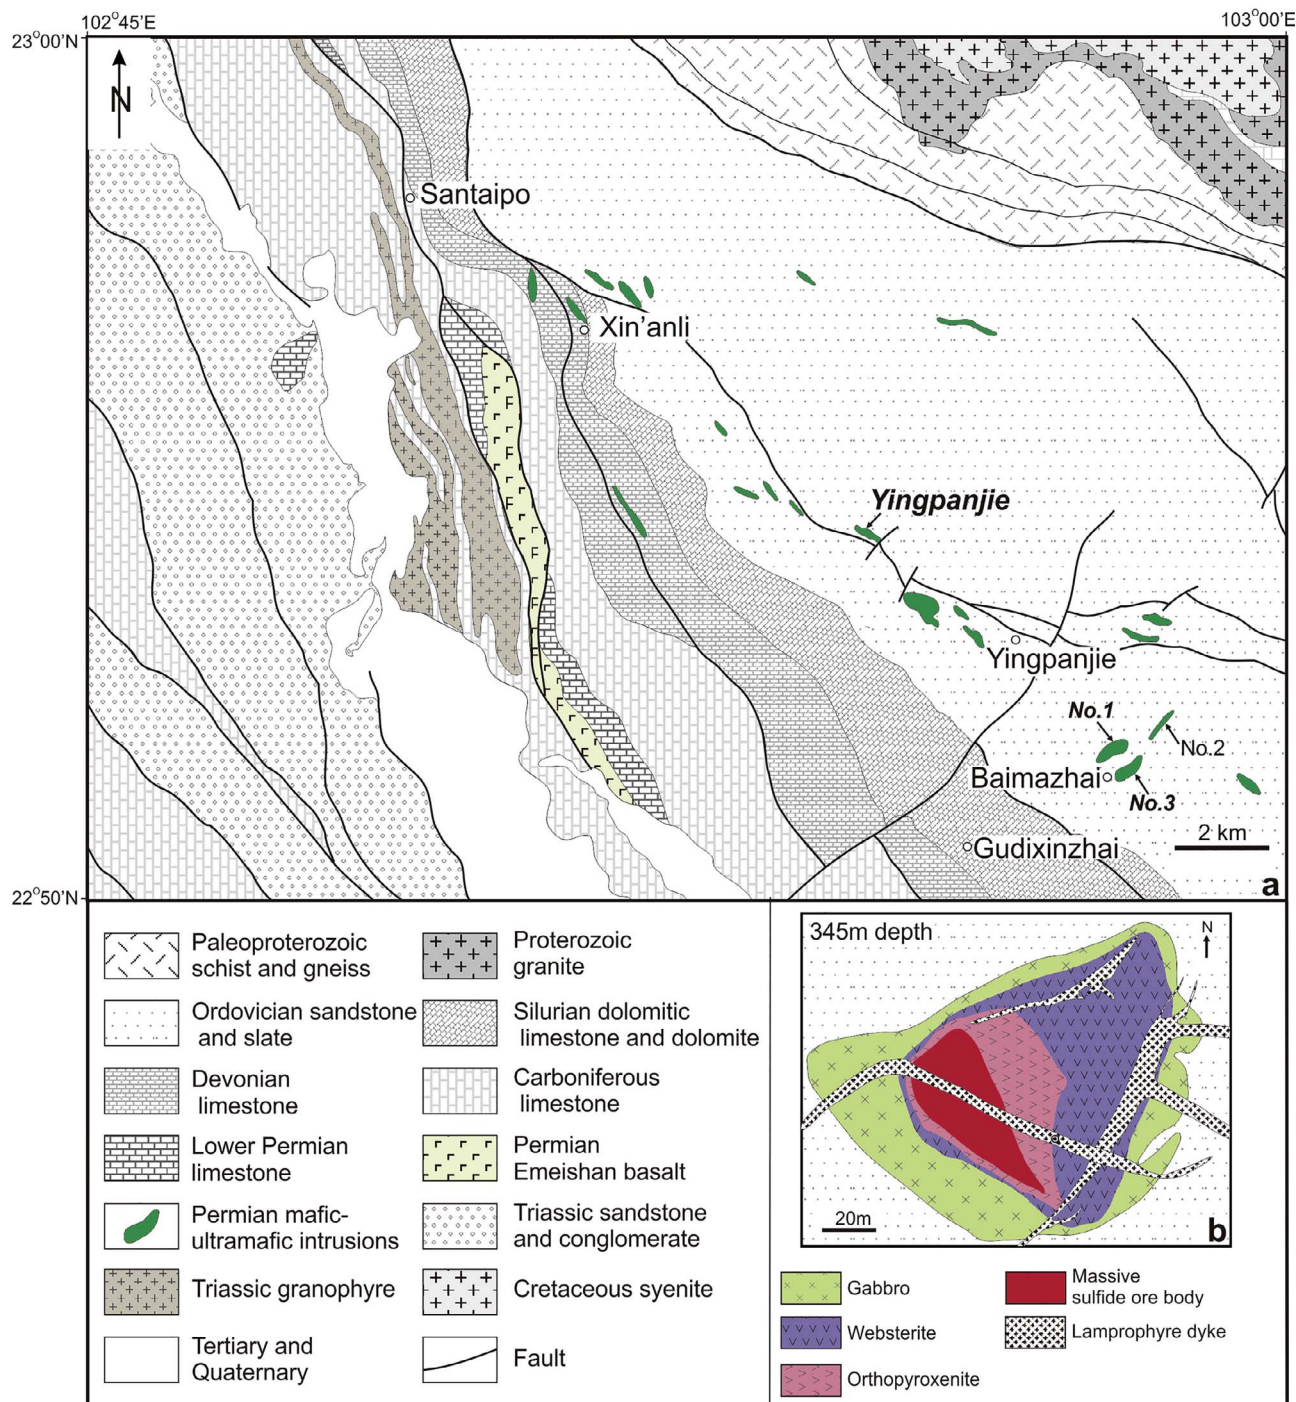 102°45'E
103°00'E
23°00'N
N
Santaipo
Xin'anli
Yingpanjie
Yingpanjie
No.1
No.2
Baimazhai
No.3
2 km
Gudixinzhai
a
22°50'N
Paleoproterozoic
schist and gneiss
Proterozoic
granite
Ordovician sandstone
and slate
Silurian dolomitic
limestone and dolomite
Devonian
limestone
Carboniferous
limestone
Lower Permian
limestone
Permian
Emeishan basalt
Permian mafic-
ultramafic intrusions
Triassic sandstone
and conglomerate
Triassic granophyre
Cretaceous syenite
Tertiary and
Quaternary
Fault
345m depth
N
20m
b
Gabbro
Massive
sulfide ore body
Websterite
Lamprophyre dyke
Orthopyroxenite